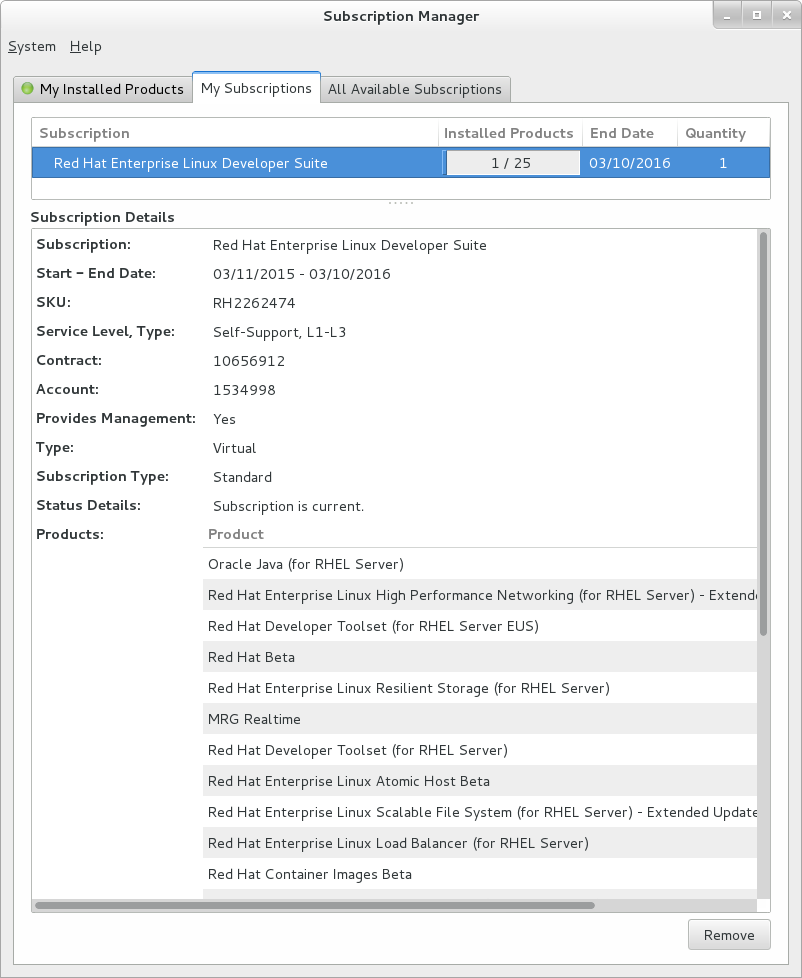 Subscription Manager
System Help
My Installed Products My Subscriptions All Available Subscriptions
Subscription Installed Products End Date Quantity
Red Hat Enterprise Linux Developer Suite 1 / 25 03/10/2016 1
Subscription Details
Subscription: Red Hat Enterprise Linux Developer Suite
Start - End Date: 03/11/2015 - 03/10/2016
SKU: RH2262474
Service Level, Type: Self-Support, L1-L3
Contract: 10656912
Account: 1534998
Provides Management: Yes
Type: Virtual
Subscription Type: Standard
Status Details: Subscription is current.
Products: Product
Oracle Java (for RHEL Server)
Red Hat Enterprise Linux High Performance Networking (for RHEL Server) - Extend
Red Hat Developer Toolset (for RHEL Server EUS)
Red Hat Beta
Red Hat Enterprise Linux Resilient Storage (for RHEL Server)
MRG Realtime
Red Hat Developer Toolset (for RHEL Server)
Red Hat Enterprise Linux Atomic Host Beta
Red Hat Enterprise Linux Scalable File System (for RHEL Server) - Extended Update
Red Hat Enterprise Linux Load Balancer (for RHEL Server)
Red Hat Container Images Beta
Remove